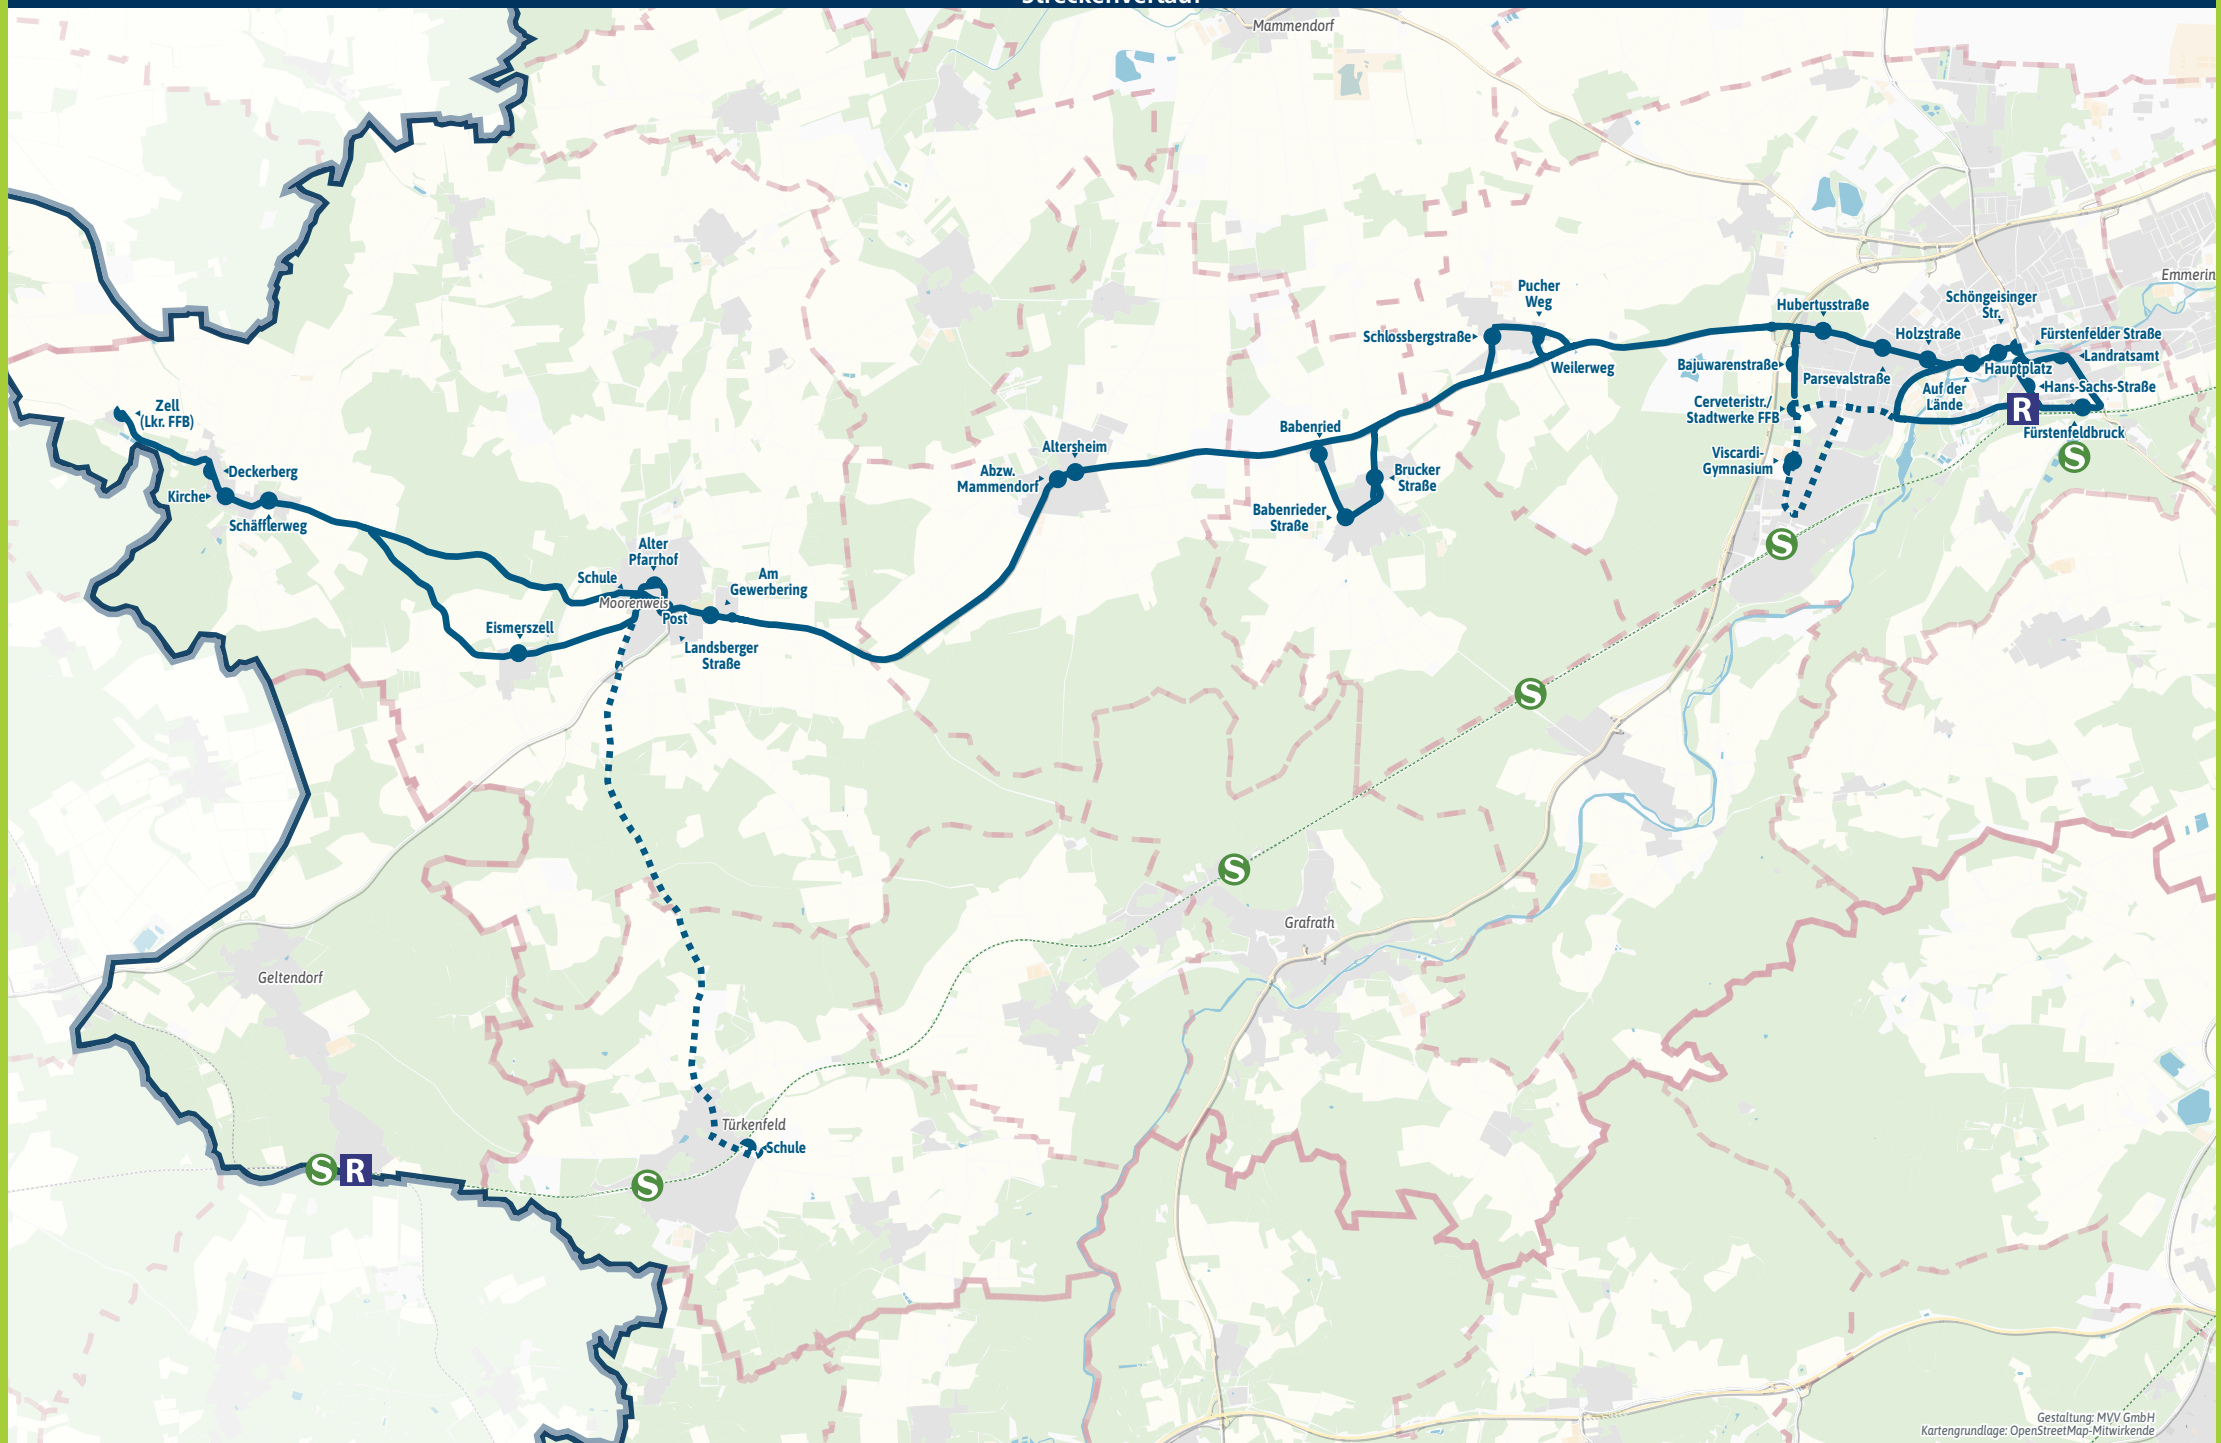 Streckenverlauf
Mammendorf
Emmerin
Pucher
Weg
Schlossbergstraße
Weilerweg
Hubertusstraße
Schöngeisinger
Str.
Holzstraße
Fürstenfelder Straße
Landratsamt
Bajuwarenstraße
Parsevalstraße
Hauptplatz
Auf der
Lände
Hans-Sachs-Straße
Cerveteristr./
Stadtwerke FFB
R
Fürstenfeldbruck
S
Viscardi-
Gymnasium
S
Zell
(Lkr. FFB)
Deckerberg
Kirche
Schäfflerweg
Babenried
Altersheim
Abzw.
Mammendorf
Brucker
Straße
Babenrieder
Straße
Alter
Pfarrhof
Schule
Am
Gewerbering
Moorenweis
Post
Eismerszell
Landsberger
Straße
S
S
Grafrath
Geltendorf
Türkenfeld
Schule
S R
S
Gestaltung: MVV GmbH
Kartengrundlage: OpenStreetMap-Mitwirkende